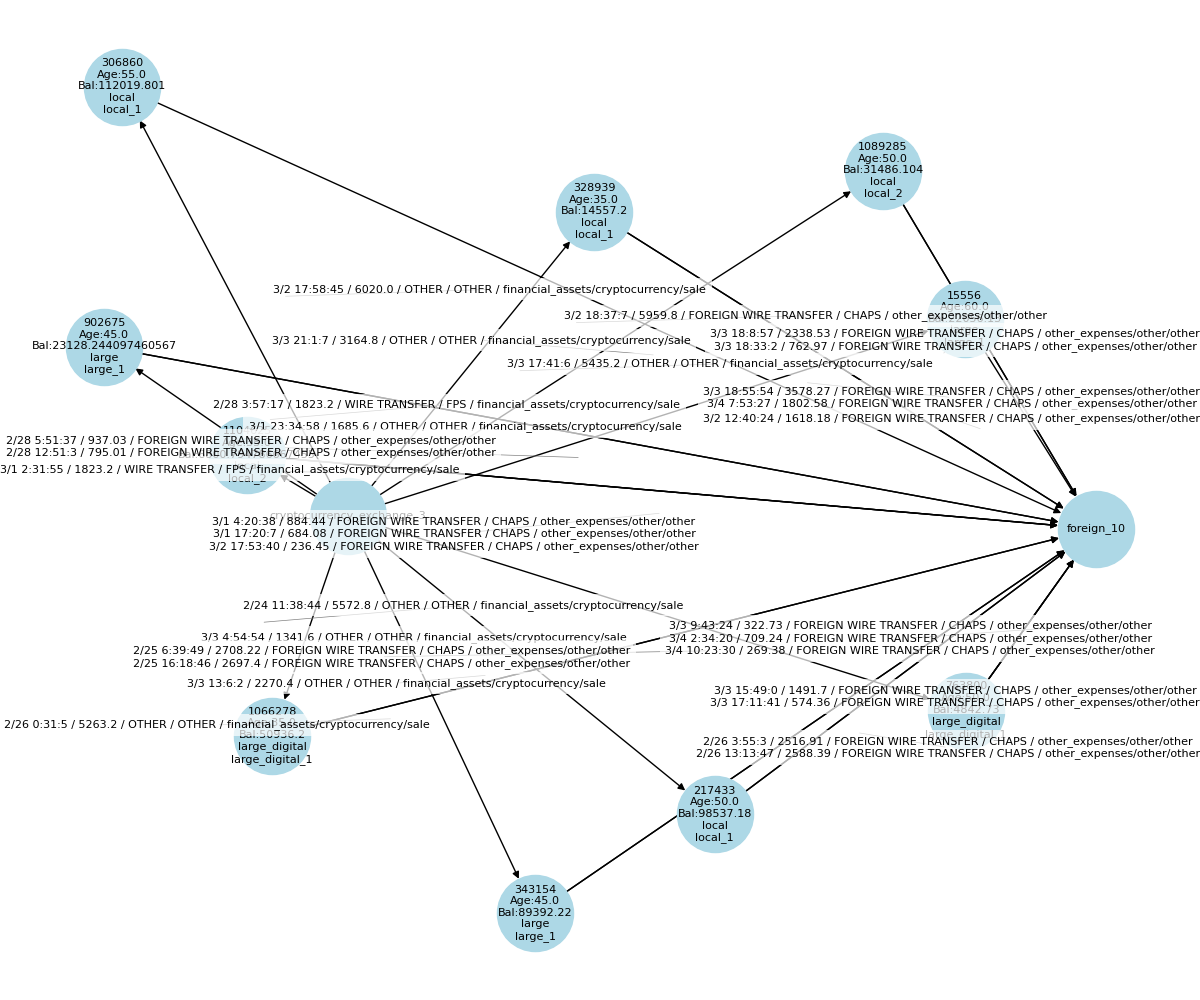 306860
Age:55.0
Bal:112019.801
local
local_1
1089285
Age:50.0
Bal:31486.104
local
local_2
328939
Age:35.0
Bal:14557.2
local
local_1
3/2 17:58:45 / 6020.0 / OTHER / OTHER / financial_assets/cryptocurrency/sale
15556
Age:60.0
3/2 18:37:7 / 5959.8 / FOREIGN WIRE TRANSFER / CHAPS / other_expenses/other/other
902675
Age:45.0
Bal:23128.244097460567
large
large_1
3/3 21:1:7 / 3164.8 / OTHER / OTHER / financial_assets/cryptocurrency/sale
3/3 18:8:57 / 2338.53 / FOREIGN WIRE TRANSFER / CHAPS / other_expenses/other/other
3/3 18:33:2 / 762.97 / FOREIGN WIRE TRANSFER / CHAPS / other_expenses/other/other
3/3 17:41:6 / 5435.2 / OTHER / OTHER / financial_assets/cryptocurrency/sale
3/3 18:55:54 / 3578.27 / FOREIGN WIRE TRANSFER / CHAPS / other_expenses/other/other
3/4 7:53:27 / 1802.58 / FOREIGN WIRE TRANSFER / CHAPS / other_expenses/other/other
2/28 3:57:17 / 1823.2 / WIRE TRANSFER / FPS / financial_assets/cryptocurrency/sale
3/2 12:40:24 / 1618.18 / FOREIGN WIRE TRANSFER / CHAPS / other_expenses/other/other
3/1 23:34:58 / 1685.6 / OTHER / OTHER / financial_assets/cryptocurrency/sale
2/28 5:51:37 / 937.03 / FOREIGN WIRE TRANSFER / CHAPS / other_expenses/other/other
2/28 12:51:3 / 795.01 / FOREIGN WIRE TRANSFER / CHAPS / other_expenses/other/other
3/1 2:31:55 / 1823.2 / WIRE TRANSFER / FPS / financial_assets/cryptocurrency/sale
local_2
cryptocurrency_exchange_3
3/1 4:20:38 / 884.44 / FOREIGN WIRE TRANSFER / CHAPS / other_expenses/other/other
3/1 17:20:7 / 684.08 / FOREIGN WIRE TRANSFER / CHAPS / other_expenses/other/other
3/2 17:53:40 / 236.45 / FOREIGN WIRE TRANSFER / CHAPS / other_expenses/other/other
foreign_10
2/24 11:38:44 / 5572.8 / OTHER / OTHER / financial_assets/cryptocurrency/sale
3/3 9:43:24 / 322.73 / FOREIGN WIRE TRANSFER / CHAPS / other_expenses/other/other
3/4 2:34:20 / 709.24 / FOREIGN WIRE TRANSFER / CHAPS / other_expenses/other/other
3/4 10:23:30 / 269.38 / FOREIGN WIRE TRANSFER / CHAPS / other_expenses/other/other
3/3 4:54:54 / 1341.6 / OTHER / OTHER / financial_assets/cryptocurrency/sale
2/25 6:39:49 / 2708.22 / FOREIGN WIRE TRANSFER / CHAPS / other_expenses/other/other
2/25 16:18:46 / 2697.4 / FOREIGN WIRE TRANSFER / CHAPS / other_expenses/other/other
3/3 13:6:2 / 2270.4 / OTHER / OTHER / financial_assets/cryptocurrency/sale
763800
3/3 15:49:0 / 1491.7 / FOREIGN WIRE TRANSFER / CHAPS / other_expenses/other/other
3/3 17:11:41 / 574.36 / FOREIGN WIRE TRANSFER / CHAPS / other_expenses/other/other
Bal:4842.73
large_digital
large_digital_1
1066278
2/26 0:31:5 / 5263.2 / OTHER / OTHER / financial_assets/cryptocurrency/sale
Bal:50536.2
large_digital
large_digital_1
2/26 3:55:3 / 2516.91 / FOREIGN WIRE TRANSFER / CHAPS / other_expenses/other/other
2/26 13:13:47 / 2588.39 / FOREIGN WIRE TRANSFER / CHAPS / other_expenses/other/other
217433
Age:50.0
Bal:98537.18
local
local_1
343154
Age:45.0
Bal:89392.22
large
large_1